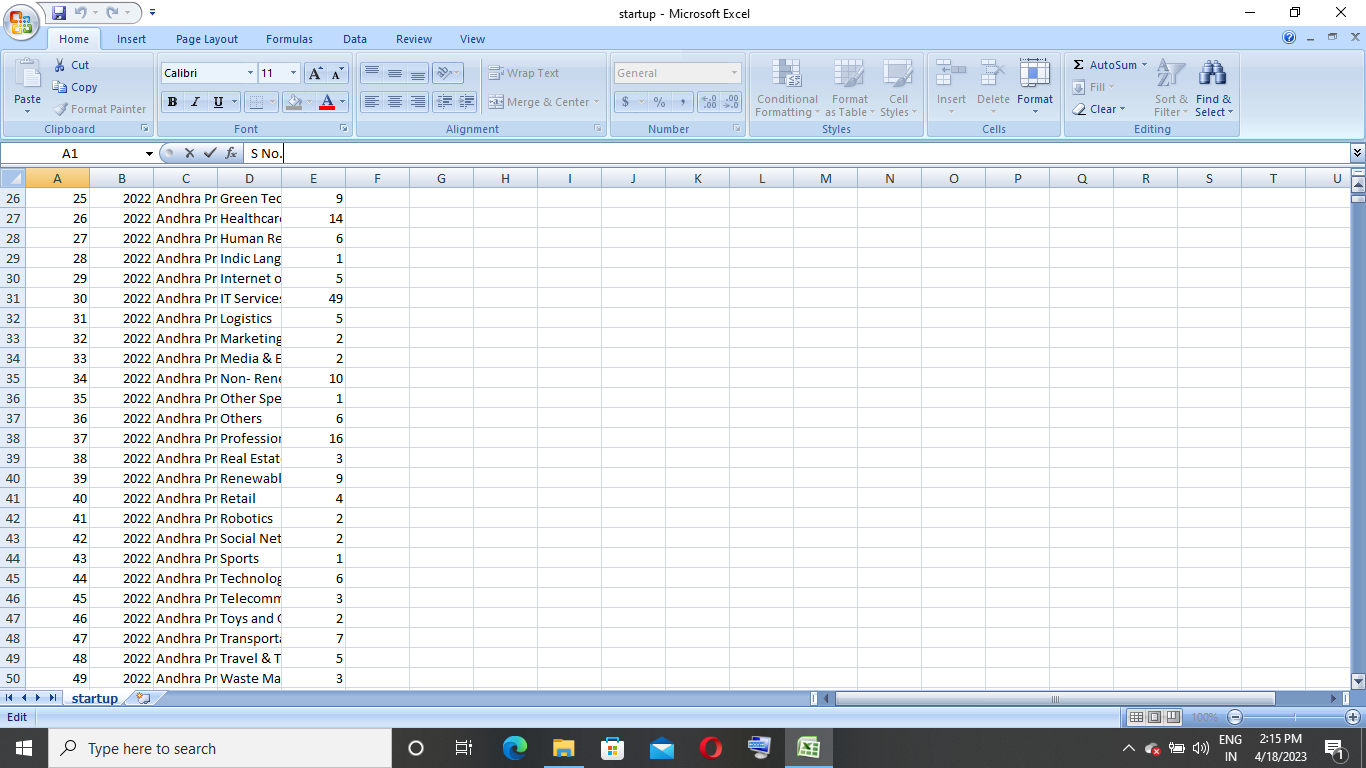 startup - Microsoft Excel
Home Insert Page Layout Formulas Data Review View
Paste Cut Copy Format Painter Clipboard
Calibri 11 B I U Font
Wrap Text Merge & Center Alignment
General $ % , .00 .0 Number
Conditional Formatting Format as Table Cell Styles Styles
Insert Delete Format Cells
Σ AutoSum Fill Clear Sort & Filter Find & Select Editing
A1 fx S No.
A B C D E F G H I J K L M N O P Q R S T U
26 25 2022 Andhra Pr Green Tec 9
27 26 2022 Andhra Pr Healthcare 14
28 27 2022 Andhra Pr Human Re 6
29 28 2022 Andhra Pr Indic Lang 1
30 29 2022 Andhra Pr Internet o 5
31 30 2022 Andhra Pr IT Services 49
32 31 2022 Andhra Pr Logistics 5
33 32 2022 Andhra Pr Marketing 2
34 33 2022 Andhra Pr Media & E 2
35 34 2022 Andhra Pr Non- Rene 10
36 35 2022 Andhra Pr Other Spe 1
37 36 2022 Andhra Pr Others 6
38 37 2022 Andhra Pr Profession 16
39 38 2022 Andhra Pr Real Estat 3
40 39 2022 Andhra Pr Renewabl 9
41 40 2022 Andhra Pr Retail 4
42 41 2022 Andhra Pr Robotics 2
43 42 2022 Andhra Pr Social Net 2
44 43 2022 Andhra Pr Sports 1
45 44 2022 Andhra Pr Technolog 6
46 45 2022 Andhra Pr Telecomm 3
47 46 2022 Andhra Pr Toys and G 2
48 47 2022 Andhra Pr Transporta 7
49 48 2022 Andhra Pr Travel & T 5
50 49 2022 Andhra Pr Waste Ma 3
startup
Edit 100%
Type here to search ENG IN 2:15 PM 4/18/2023 1